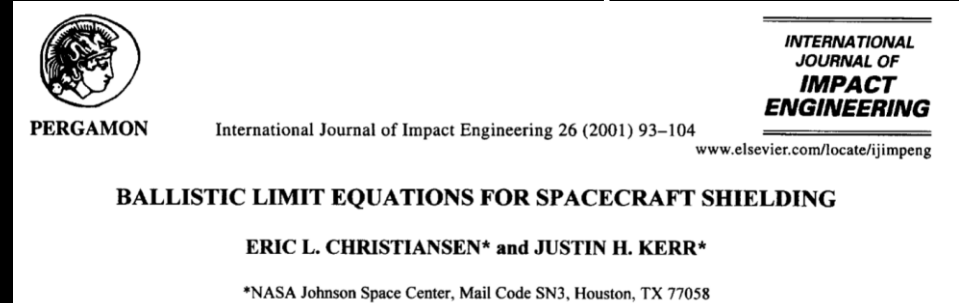 INTERNATIONAL
JOURNAL OF
IMPACT
ENGINEERING
PERGAMON
International Journal of Impact Engineering 26 (2001) 93–104
www.elsevier.com/locate/ijimpeng
BALLISTIC LIMIT EQUATIONS FOR SPACECRAFT SHIELDING
ERIC L. CHRISTIANSEN* and JUSTIN H. KERR*
*NASA Johnson Space Center, Mail Code SN3, Houston, TX 77058